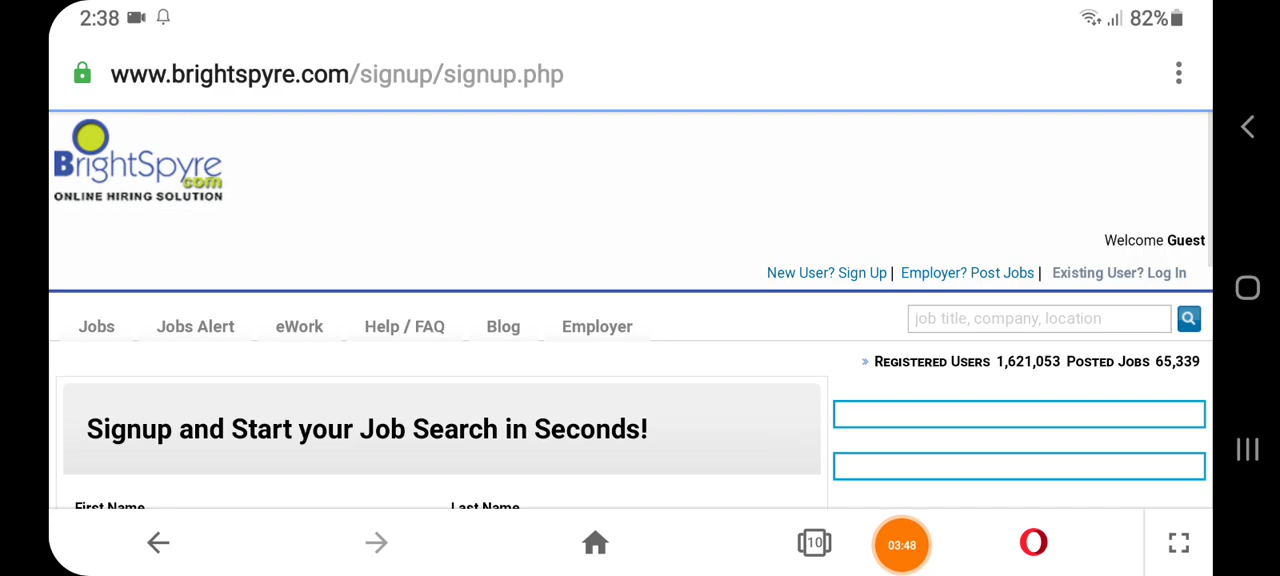 2:38
82%
www.brightspyre.com/signup/signup.php
BrightSpyre
com
ONLINE HIRING SOLUTION
Welcome Guest
New User? Sign Up | Employer? Post Jobs | Existing User? Log In
Jobs Jobs Alert eWork Help / FAQ Blog Employer
job title, company, location
» REGISTERED USERS 1,621,053 POSTED JOBS 65,339
Signup and Start your Job Search in Seconds!
First Name Last Name
10
03:48